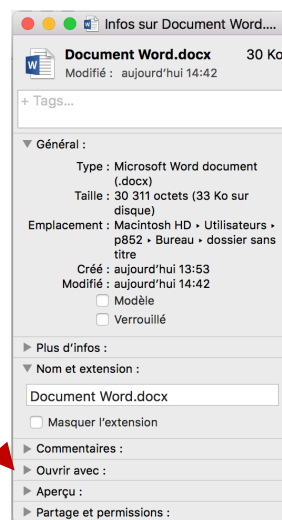 Infos sur Document Word....
Document Word.docx 30 Ko
Modifié : aujourd'hui 14:42
+ Tags...
▼ Général :
Type : Microsoft Word document
(.docx)
Taille : 30 311 octets (33 Ko sur
disque)
Emplacement : Macintosh HD ▸ Utilisateurs ▸
p852 ▸ Bureau ▸ dossier sans
titre
Créé : aujourd'hui 13:53
Modifié : aujourd'hui 14:42
Modèle
Verrouillé
▶ Plus d'infos :
▼ Nom et extension :
Document Word.docx
Masquer l'extension
▶ Commentaires :
▶ Ouvrir avec :
▶ Aperçu :
▶ Partage et permissions :